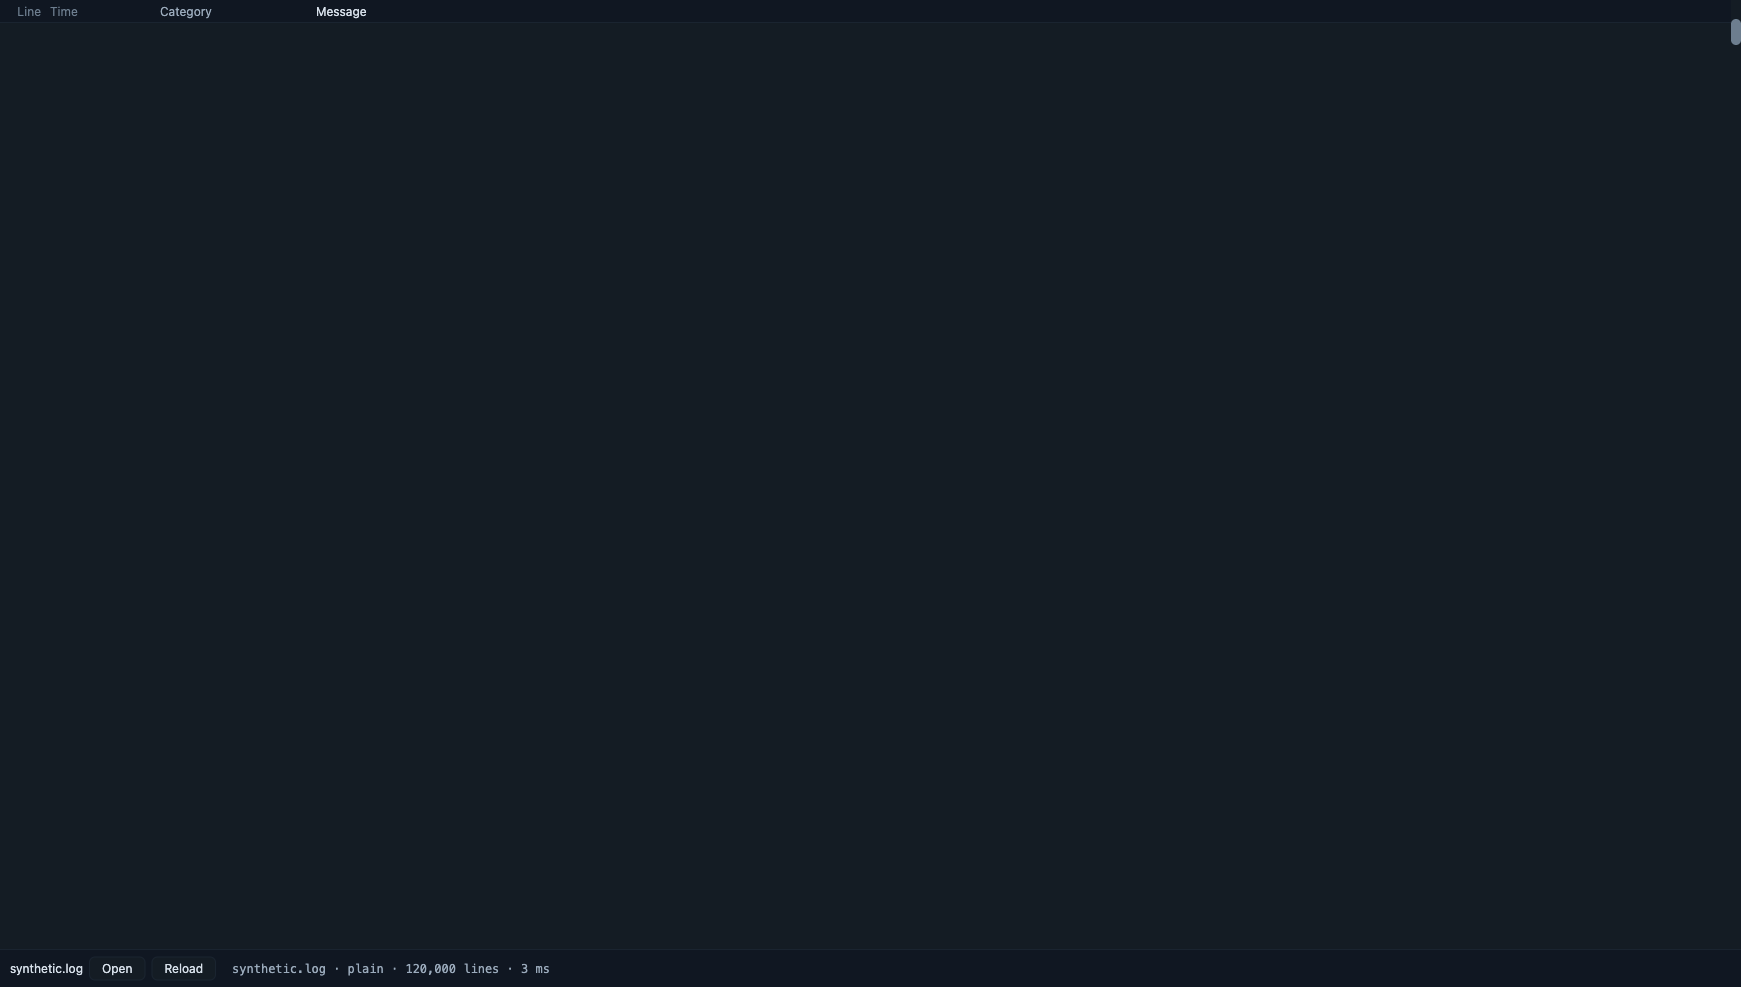 Line Time Category Message
synthetic.log Open Reload synthetic.log · plain · 120,000 lines · 3 ms